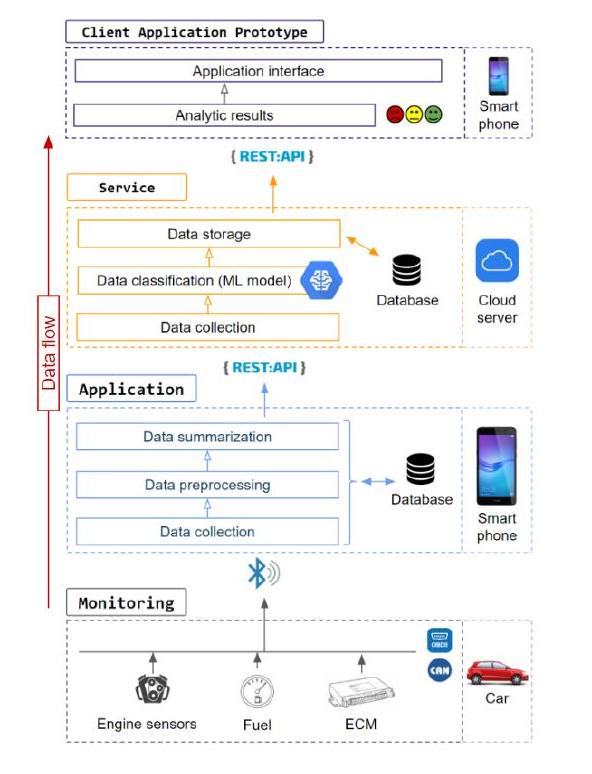 Client Application Prototype
Application interface
Analytic results
Smart
phone
{ REST:API }
Service
Data storage
Data classification (ML model)
Data collection
Database
Cloud
server
Data flow
{ REST:API }
Application
Data summarization
Data preprocessing
Data collection
Database
Smart
phone
Monitoring
OBDII
CAN
Engine sensors
Fuel
ECM
Car